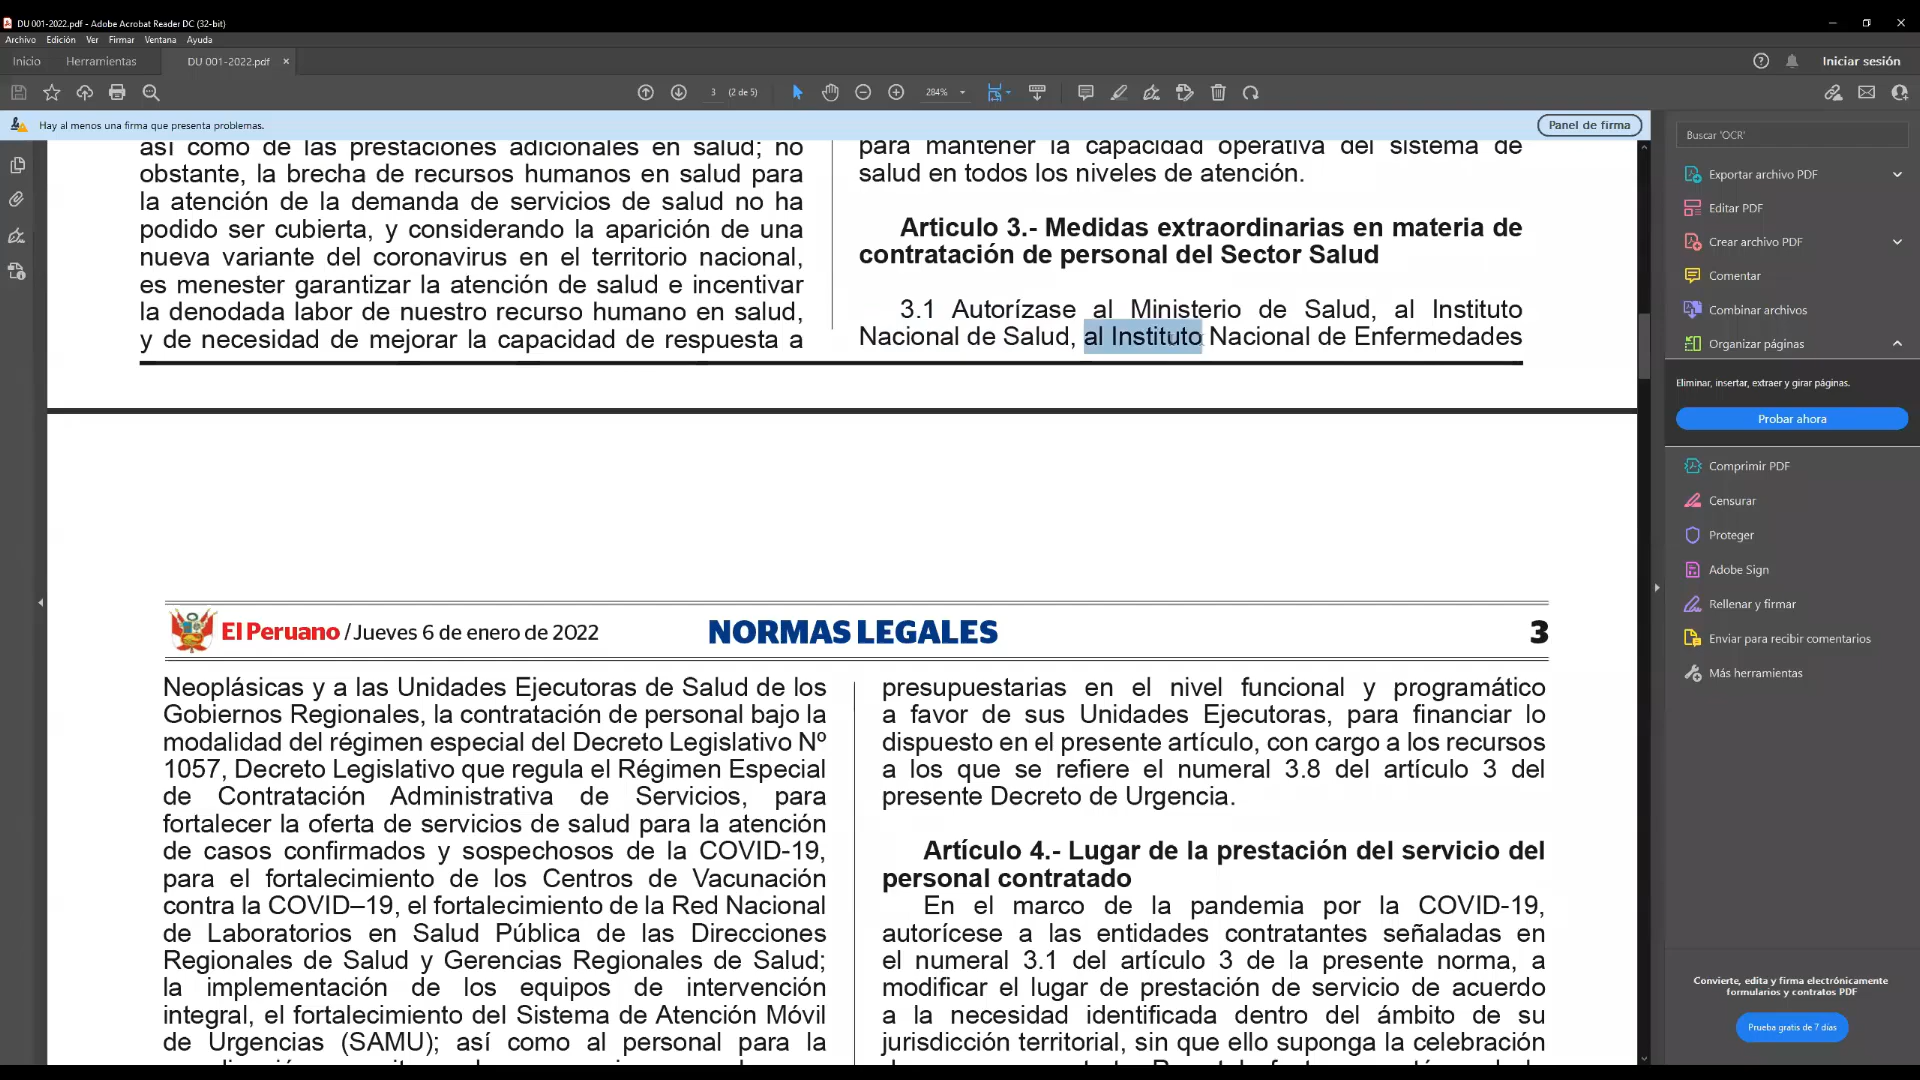 DU 001-2022.pdf - Adobe Acrobat Reader DC (32-bit)
Archivo Edición Ver Firmar Ventana Ayuda
Inicio Herramientas DU 001-2022.pdf × Iniciar sesión
3 (2 de 5) 284%
Hay al menos una firma que presenta problemas. Panel de firma
así como de las prestaciones adicionales en salud; no
obstante, la brecha de recursos humanos en salud para
la atención de la demanda de servicios de salud no ha
podido ser cubierta, y considerando la aparición de una
nueva variante del coronavirus en el territorio nacional,
es menester garantizar la atención de salud e incentivar
la denodada labor de nuestro recurso humano en salud,
y de necesidad de mejorar la capacidad de respuesta a
para mantener la capacidad operativa del sistema de
salud en todos los niveles de atención.
Articulo 3.- Medidas extraordinarias en materia de
contratación de personal del Sector Salud
3.1 Autorízase al Ministerio de Salud, al Instituto
Nacional de Salud, al Instituto Nacional de Enfermedades
El Peruano / Jueves 6 de enero de 2022 NORMAS LEGALES 3
Neoplásicas y a las Unidades Ejecutoras de Salud de los
Gobiernos Regionales, la contratación de personal bajo la
modalidad del régimen especial del Decreto Legislativo Nº
1057, Decreto Legislativo que regula el Régimen Especial
de Contratación Administrativa de Servicios, para
fortalecer la oferta de servicios de salud para la atención
de casos confirmados y sospechosos de la COVID-19,
para el fortalecimiento de los Centros de Vacunación
contra la COVID–19, el fortalecimiento de la Red Nacional
de Laboratorios en Salud Pública de las Direcciones
Regionales de Salud y Gerencias Regionales de Salud;
la implementación de los equipos de intervención
integral, el fortalecimiento del Sistema de Atención Móvil
de Urgencias (SAMU); así como al personal para la
presupuestarias en el nivel funcional y programático
a favor de sus Unidades Ejecutoras, para financiar lo
dispuesto en el presente artículo, con cargo a los recursos
a los que se refiere el numeral 3.8 del artículo 3 del
presente Decreto de Urgencia.
Artículo 4.- Lugar de la prestación del servicio del
personal contratado
En el marco de la pandemia por la COVID-19,
autorícese a las entidades contratantes señaladas en
el numeral 3.1 del artículo 3 de la presente norma, a
modificar el lugar de prestación de servicio de acuerdo
a la necesidad identificada dentro del ámbito de su
jurisdicción territorial, sin que ello suponga la celebración
Buscar 'OCR'
Exportar archivo PDF
Editar PDF
Crear archivo PDF
Comentar
Combinar archivos
Organizar páginas
Eliminar, insertar, extraer y girar páginas.
Probar ahora
Comprimir PDF
Censurar
Proteger
Adobe Sign
Rellenar y firmar
Enviar para recibir comentarios
Más herramientas
Convierte, edita y firma electrónicamente
formularios y contratos PDF
Prueba gratis de 7 días